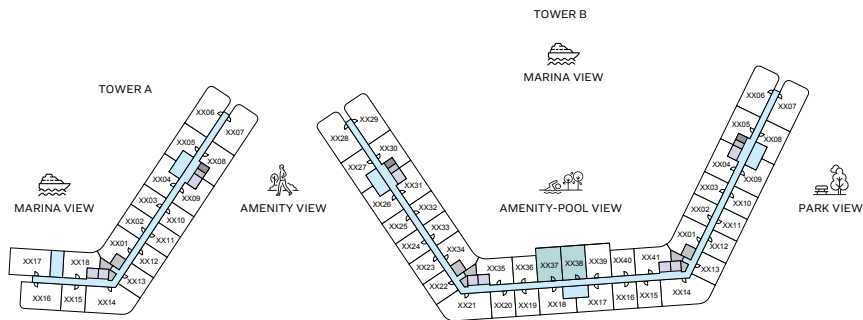 TOWER B
MARINA VIEW
TOWER A
MARINA VIEW
AMENITY VIEW
AMENITY-POOL VIEW
PARK VIEW
XX06
XX07
XX05
XX08
XX04
XX09
XX03
XX10
XX02
XX11
XX01
XX12
XX18
XX13
XX17
XX16
XX15
XX14
XX29
XX28
XX30
XX27
XX31
XX26
XX32
XX25
XX33
XX24
XX34
XX23
XX22
XX21
XX35
XX36
XX37
XX38
XX39
XX40
XX41
XX20
XX19
XX18
XX17
XX16
XX15
XX14
XX06
XX07
XX05
XX08
XX04
XX09
XX03
XX10
XX02
XX11
XX01
XX12
XX13